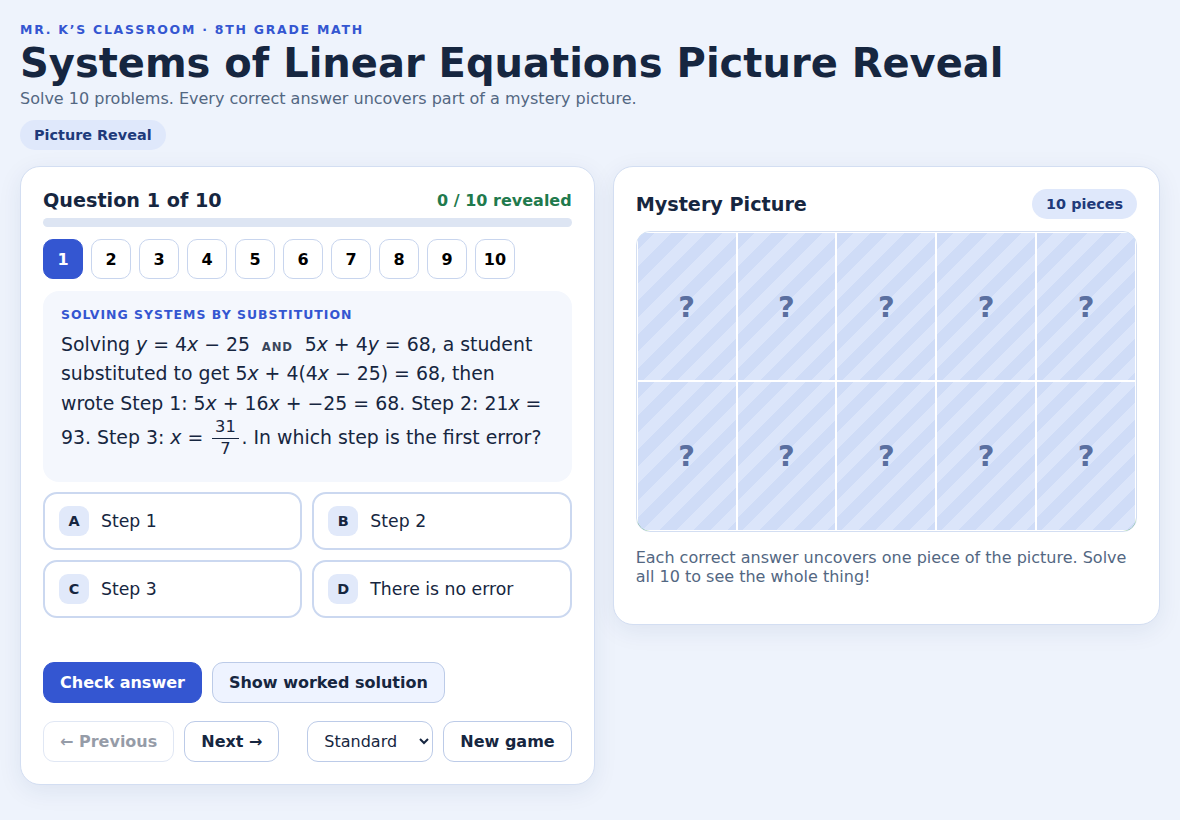 MR. K’S CLASSROOM · 8TH GRADE MATH
Systems of Linear Equations Picture Reveal
Solve 10 problems. Every correct answer uncovers part of a mystery picture.
Picture Reveal
Question 1 of 10
0 / 10 revealed
1 2 3 4 5 6 7 8 9 10
SOLVING SYSTEMS BY SUBSTITUTION
Solving y = 4x − 25 AND 5x + 4y = 68, a student
substituted to get 5x + 4(4x − 25) = 68, then
wrote Step 1: 5x + 16x + −25 = 68. Step 2: 21x =
93. Step 3: x = 31/7. In which step is the first error?
A Step 1
B Step 2
C Step 3
D There is no error
Check answer
Show worked solution
← Previous
Next →
Standard
New game
Mystery Picture
10 pieces
? ? ? ? ?
? ? ? ? ?
Each correct answer uncovers one piece of the picture. Solve
all 10 to see the whole thing!